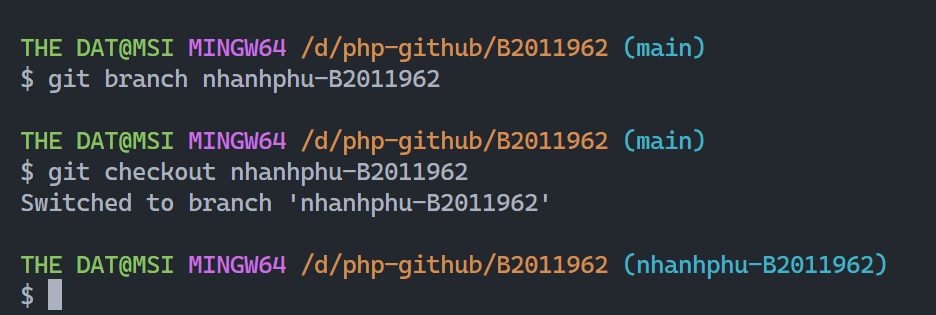 THE DAT@MSI MINGW64 /d/php-github/B2011962 (main)
$ git branch nhanhphu-B2011962
THE DAT@MSI MINGW64 /d/php-github/B2011962 (main)
$ git checkout nhanhphu-B2011962
Switched to branch 'nhanhphu-B2011962'
THE DAT@MSI MINGW64 /d/php-github/B2011962 (nhanhphu-B2011962)
$